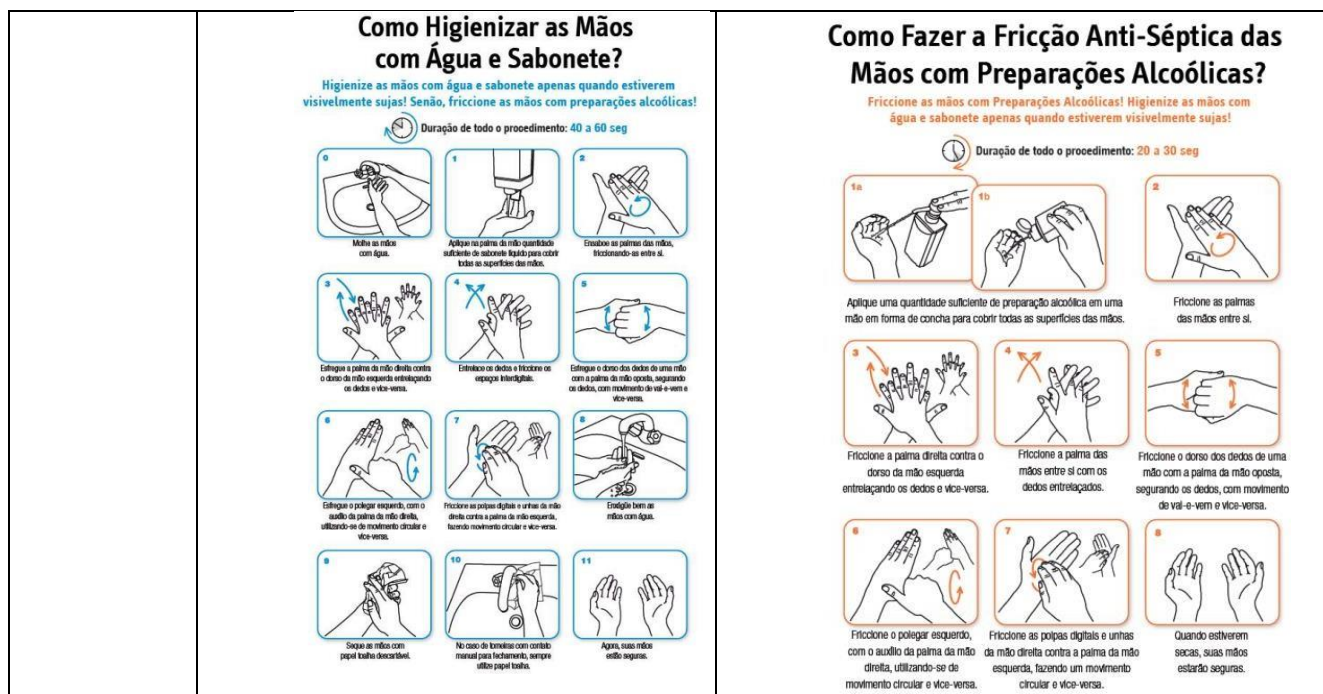 Como Higienizar as Mãos
com Água e Sabonete?
Higienize as mãos com água e sabonete apenas quando estiverem
visivelmente sujas! Senão, friccione as mãos com preparações alcoólicas!
Duração de todo o procedimento: 40 a 60 seg
0
Molhe as mãos
com água.
1
Aplique na palma da mão quantidade
suficiente de sabonete líquido para cobrir
todas as superfícies das mãos.
2
Ensaboe as palmas das mãos,
friccionando-as entre si.
3
Esfregue a palma da mão direita contra
o dorso da mão esquerda entrelaçando
os dedos e vice-versa.
4
Entrelace os dedos e friccione os
espaços interdigitais.
5
Esfregue o dorso dos dedos de uma mão
com a palma da mão oposta, segurando
os dedos, com movimento de vai-e-vem e
vice-versa.
6
Esfregue o polegar esquerdo, com o
auxílio da palma da mão direita,
utilizando-se de movimento circular e
vice-versa.
7
Friccione as polpas digitais e unhas da mão
direita contra a palma da mão esquerda,
fazendo movimento circular e vice-versa.
8
Enxágüe bem as
mãos com água.
9
Seque as mãos com
papel toalha descartável.
10
No caso de torneiras com contato
manual para fechamento, sempre
utilize papel toalha.
11
Agora, suas mãos
estão seguras.
Como Fazer a Fricção Anti-Séptica das
Mãos com Preparações Alcoólicas?
Friccione as mãos com Preparações Alcoólicas! Higienize as mãos com
água e sabonete apenas quando estiverem visivelmente sujas!
Duração de todo o procedimento: 20 a 30 seg
1a
1b
Aplique uma quantidade suficiente de preparação alcoólica em uma
mão em forma de concha para cobrir todas as superfícies das mãos.
2
Friccione as palmas
das mãos entre si.
3
Friccione a palma direita contra o
dorso da mão esquerda
entrelaçando os dedos e vice-versa.
4
Friccione a palma das
mãos entre si com os
dedos entrelaçados.
5
Friccione o dorso dos dedos de uma
mão com a palma da mão oposta,
segurando os dedos, com movimento
de vai-e-vem e vice-versa.
6
Friccione o polegar esquerdo,
com o auxílio da palma da mão
direita, utilizando-se de
movimento circular e vice-versa.
7
Friccione as polpas digitais e unhas
da mão direita contra a palma da mão
esquerda, fazendo um movimento
circular e vice-versa.
8
Quando estiverem
secas, suas mãos
estarão seguras.